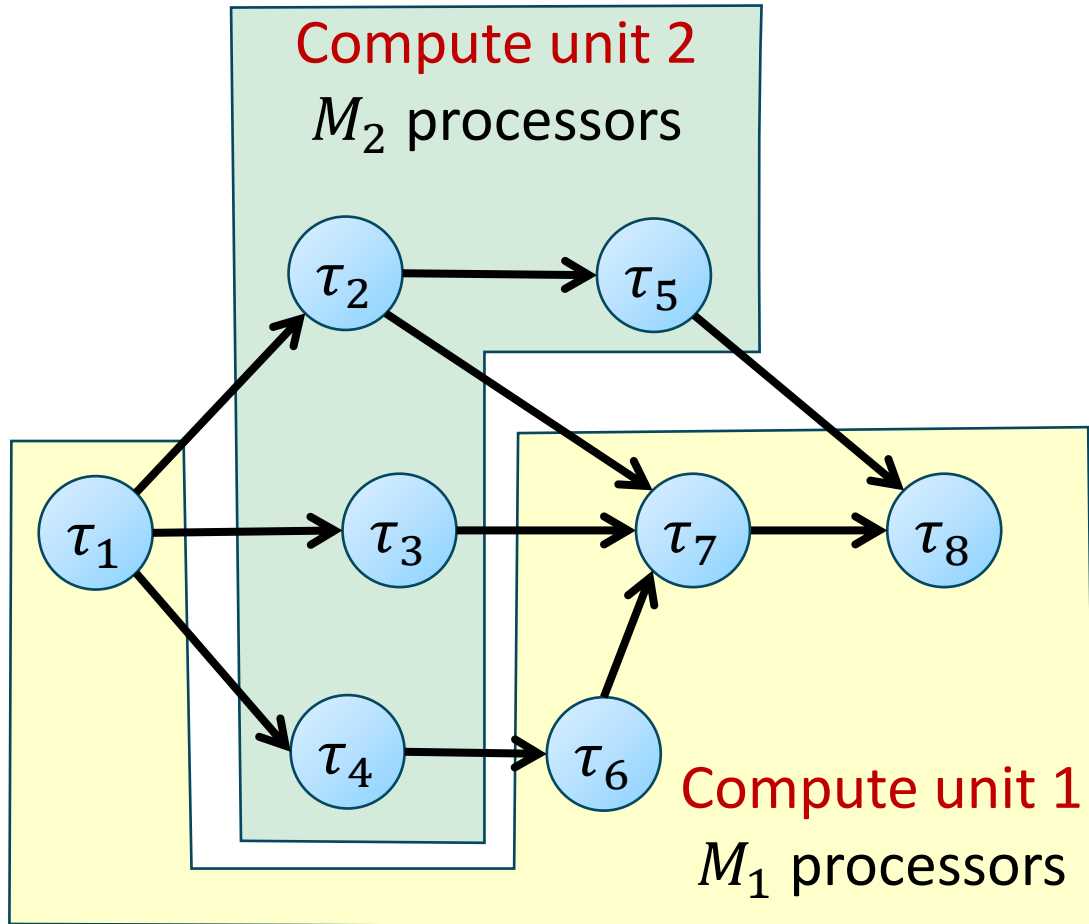 Compute unit 2
M₂ processors
τ₂
τ₅
τ₁
τ₃
τ₇
τ₈
τ₄
τ₆
Compute unit 1
M₁ processors